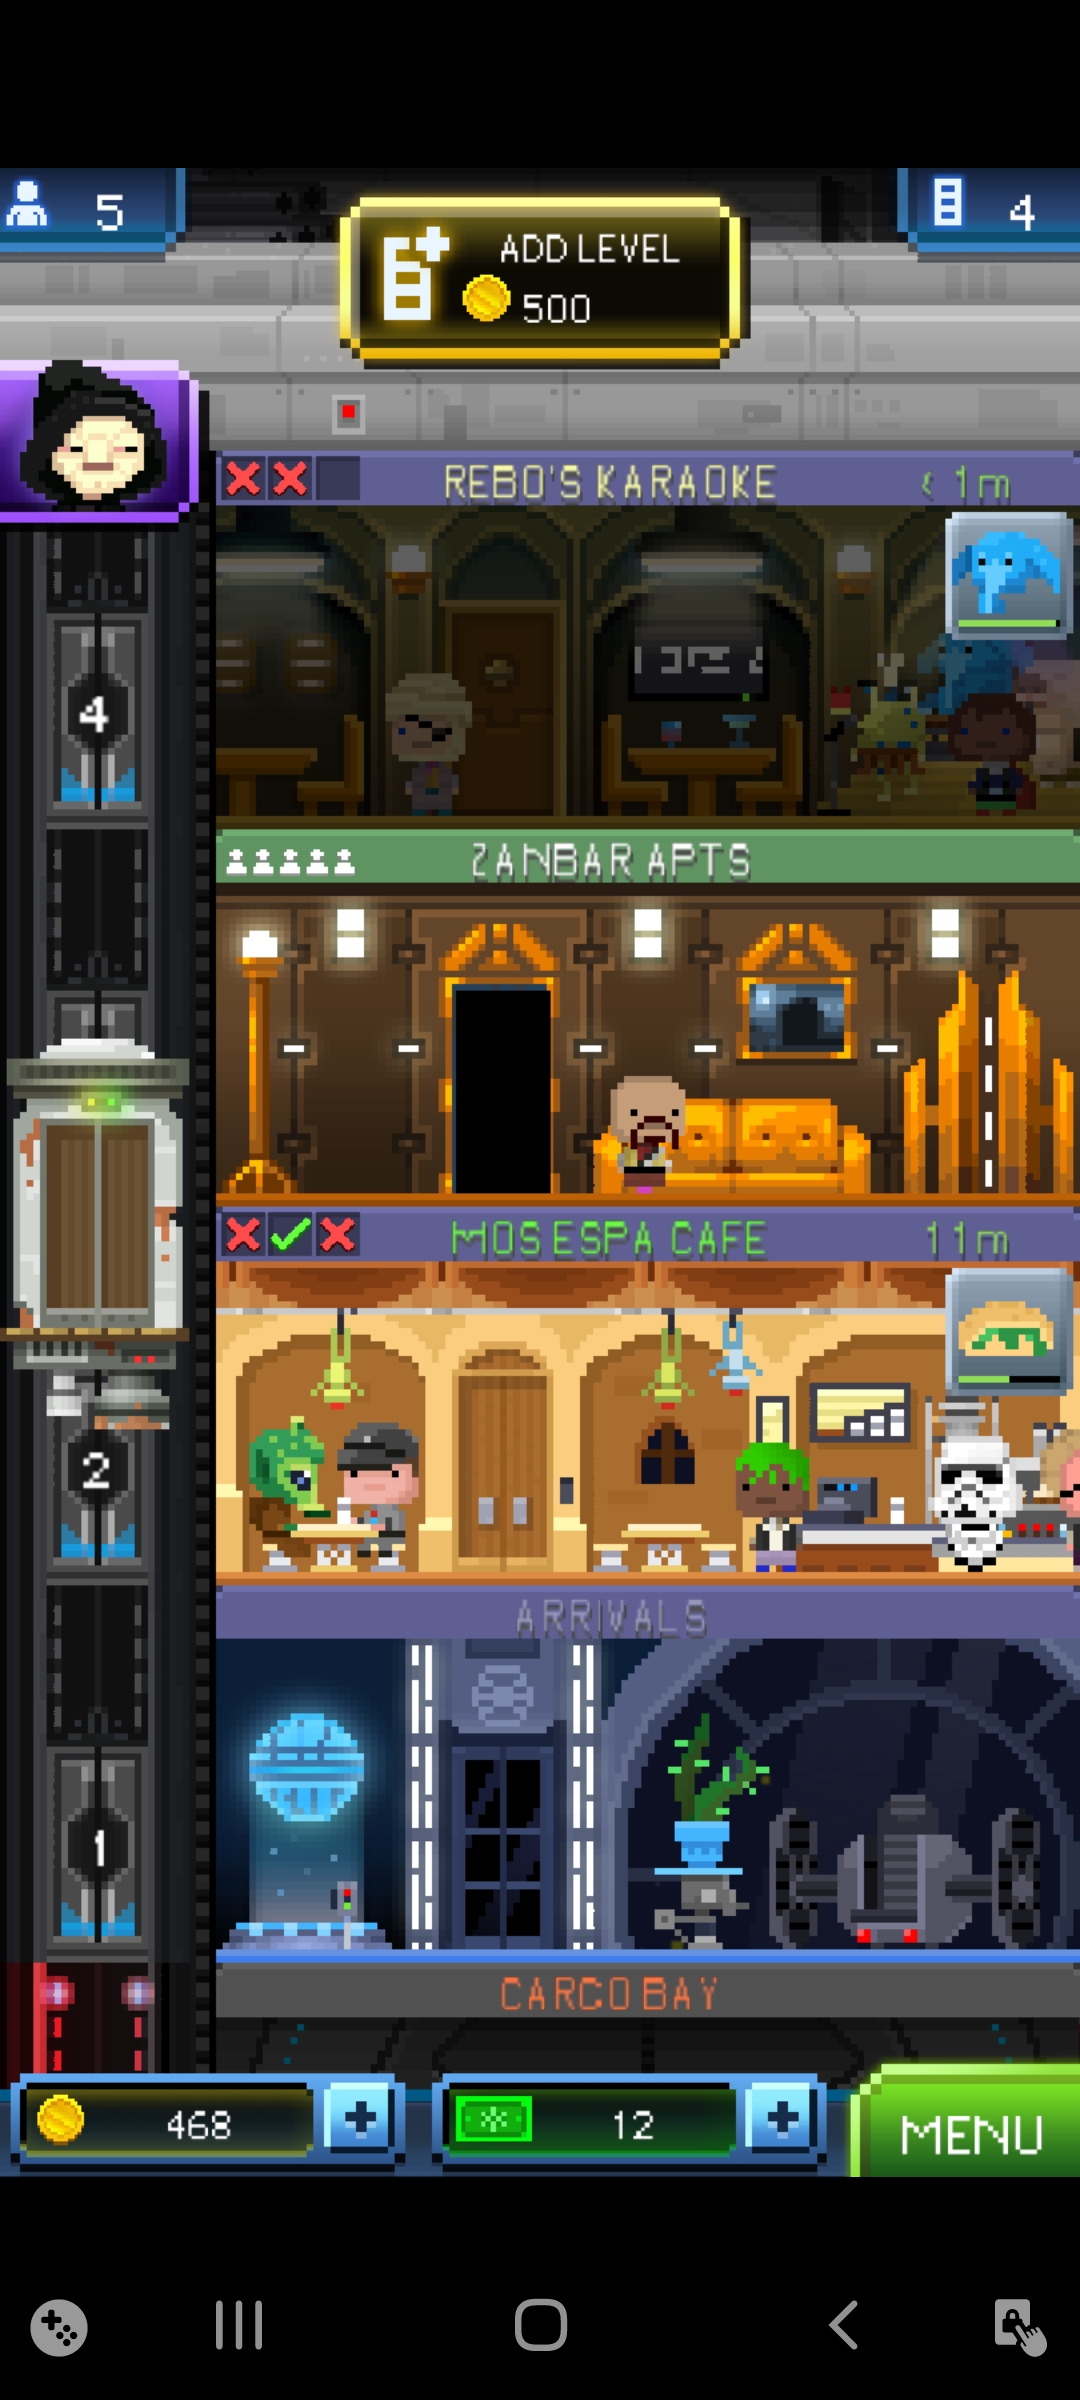 5
ADD LEVEL
500
4
REBO'S KARAOKE
< 1m
4
ZANBAR APTS
MOS ESPA CAFE
11m
2
ARRIVALS
1
CARGO BAY
468
12
MENU